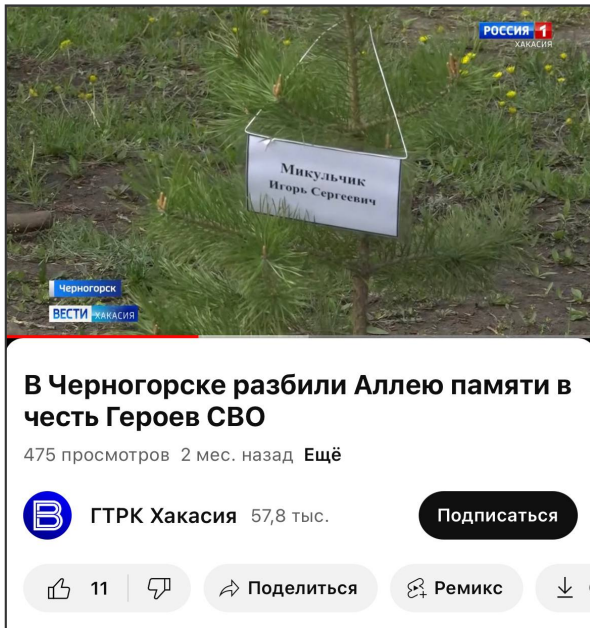 РОССИЯ 1
ХАКАСИЯ
Микульчик
Игорь Сергеевич
Черногорск
ВЕСТИ ХАКАСИЯ
В Черногорске разбили Аллею памяти в
честь Героев СВО
475 просмотров 2 мес. назад Ещё
ГТРК Хакасия 57,8 тыс. Подписаться
11 Поделиться Ремикс